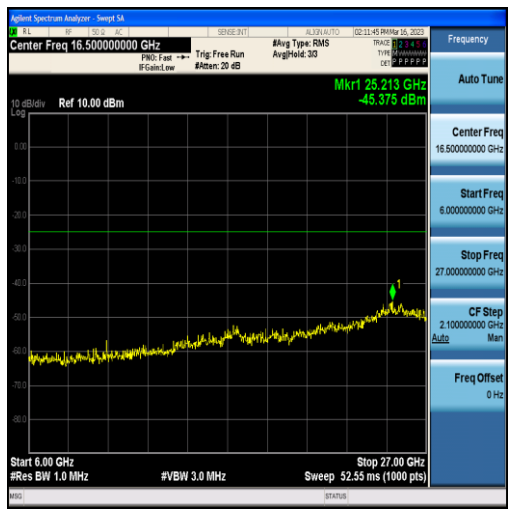 Agilent Spectrum Analyzer - Swept SA
RL RF 50 Ω AC SENSE:INT ALIGNAUTO 02:11:45 PM Mar 16, 2023
Center Freq 16.500000000 GHz
PNO: Fast
IFGain:Low
Trig: Free Run
#Atten: 20 dB
#Avg Type: RMS
Avg|Hold: 3/3
TRACE 1 2 3 4 5 6
TYPE
DET P P P P P P
Mkr1 25.213 GHz
-45.375 dBm
10 dB/div Ref 10.00 dBm
Log
0.00
-10.0
-20.0
-30.0
-40.0
-50.0
-60.0
-70.0
-80.0
1
Start 6.00 GHz Stop 27.00 GHz
#Res BW 1.0 MHz #VBW 3.0 MHz Sweep 52.55 ms (1000 pts)
MSG STATUS
Frequency
Auto Tune
Center Freq
16.500000000 GHz
Start Freq
6.000000000 GHz
Stop Freq
27.000000000 GHz
CF Step
2.100000000 GHz
Auto Man
Freq Offset
0 Hz